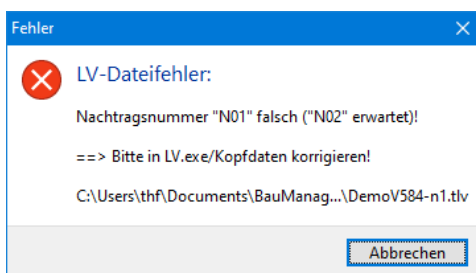 Fehler
LV-Dateifehler:
Nachtragsnummer "N01" falsch ("N02" erwartet)!
==> Bitte in LV.exe/Kopfdaten korrigieren!
C:\Users\thf\Documents\BauManag...\DemoV584-n1.tlv
Abbrechen